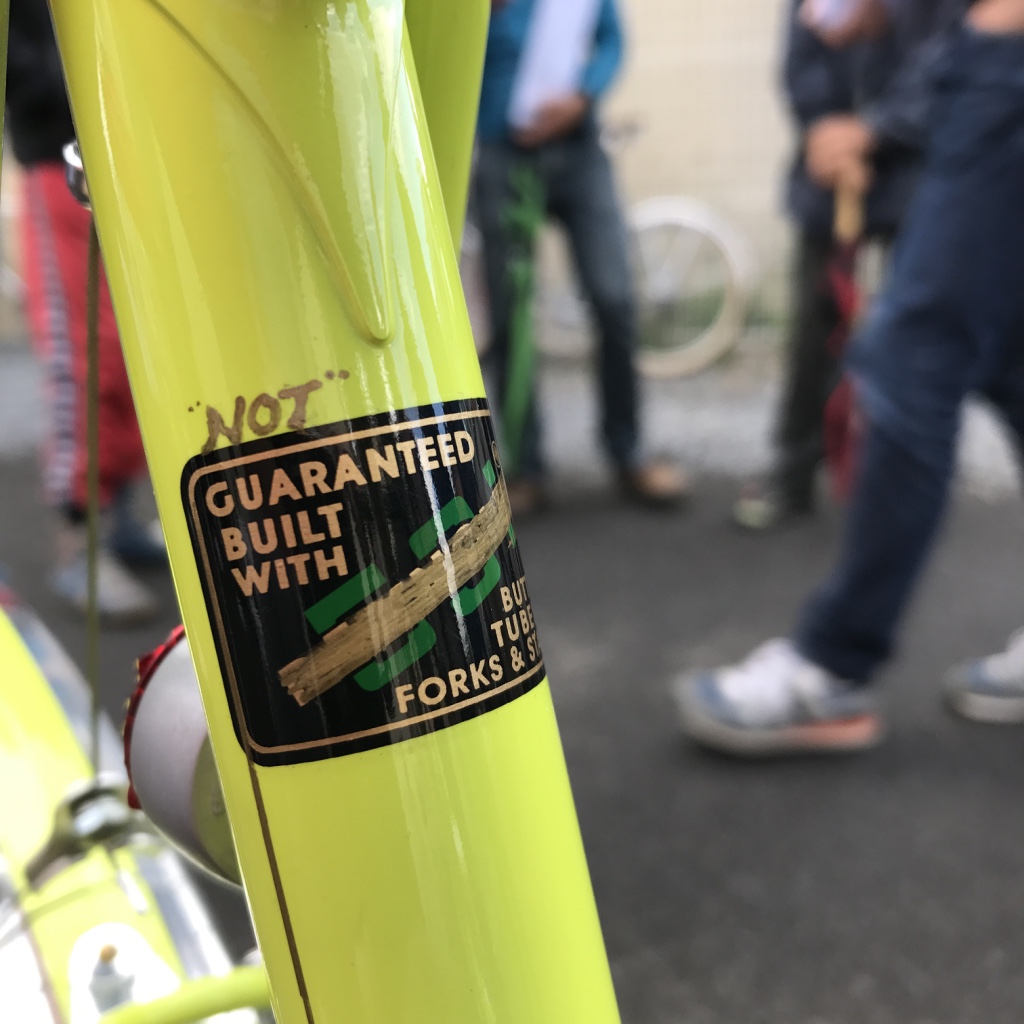 "NOT"
GUARANTEED
BUILT
WITH
FORKS &